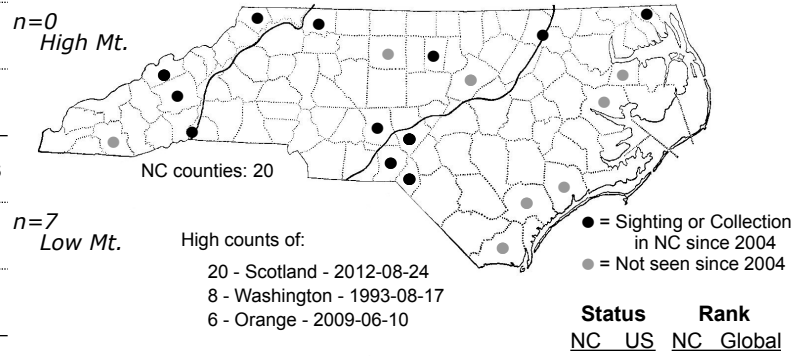 n=0
High Mt.
NC counties: 20
n=7
Low Mt.
High counts of:
20 - Scotland - 2012-08-24
8 - Washington - 1993-08-17
6 - Orange - 2009-06-10
= Sighting or Collection
in NC since 2004
= Not seen since 2004
Status Rank
NC US NC Global